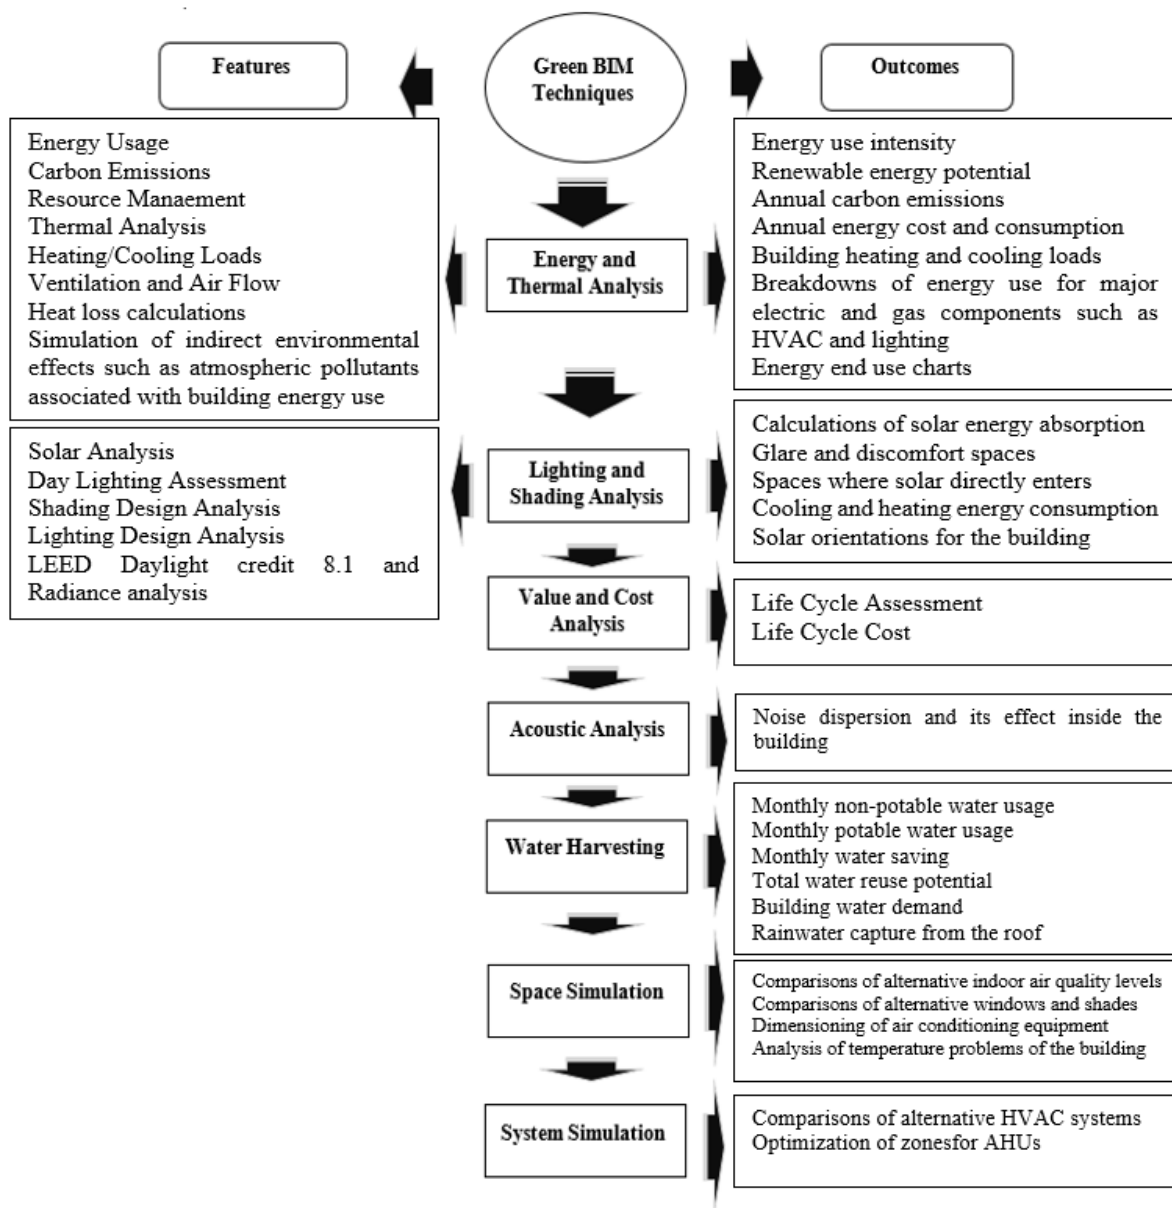 Features
Green BIM
Techniques
Outcomes
Energy Usage
Carbon Emissions
Resource Manaement
Thermal Analysis
Heating/Cooling Loads
Ventilation and Air Flow
Heat loss calculations
Simulation of indirect environmental
effects such as atmospheric pollutants
associated with building energy use
Energy and
Thermal Analysis
Energy use intensity
Renewable energy potential
Annual carbon emissions
Annual energy cost and consumption
Building heating and cooling loads
Breakdowns of energy use for major
electric and gas components such as
HVAC and lighting
Energy end use charts
Solar Analysis
Day Lighting Assessment
Shading Design Analysis
Lighting Design Analysis
LEED Daylight credit 8.1 and
Radiance analysis
Lighting and
Shading Analysis
Calculations of solar energy absorption
Glare and discomfort spaces
Spaces where solar directly enters
Cooling and heating energy consumption
Solar orientations for the building
Value and Cost
Analysis
Life Cycle Assessment
Life Cycle Cost
Acoustic Analysis
Noise dispersion and its effect inside the
building
Water Harvesting
Monthly non-potable water usage
Monthly potable water usage
Monthly water saving
Total water reuse potential
Building water demand
Rainwater capture from the roof
Space Simulation
Comparisons of alternative indoor air quality levels
Comparisons of alternative windows and shades
Dimensioning of air conditioning equipment
Analysis of temperature problems of the building
System Simulation
Comparisons of alternative HVAC systems
Optimization of zonesfor AHUs